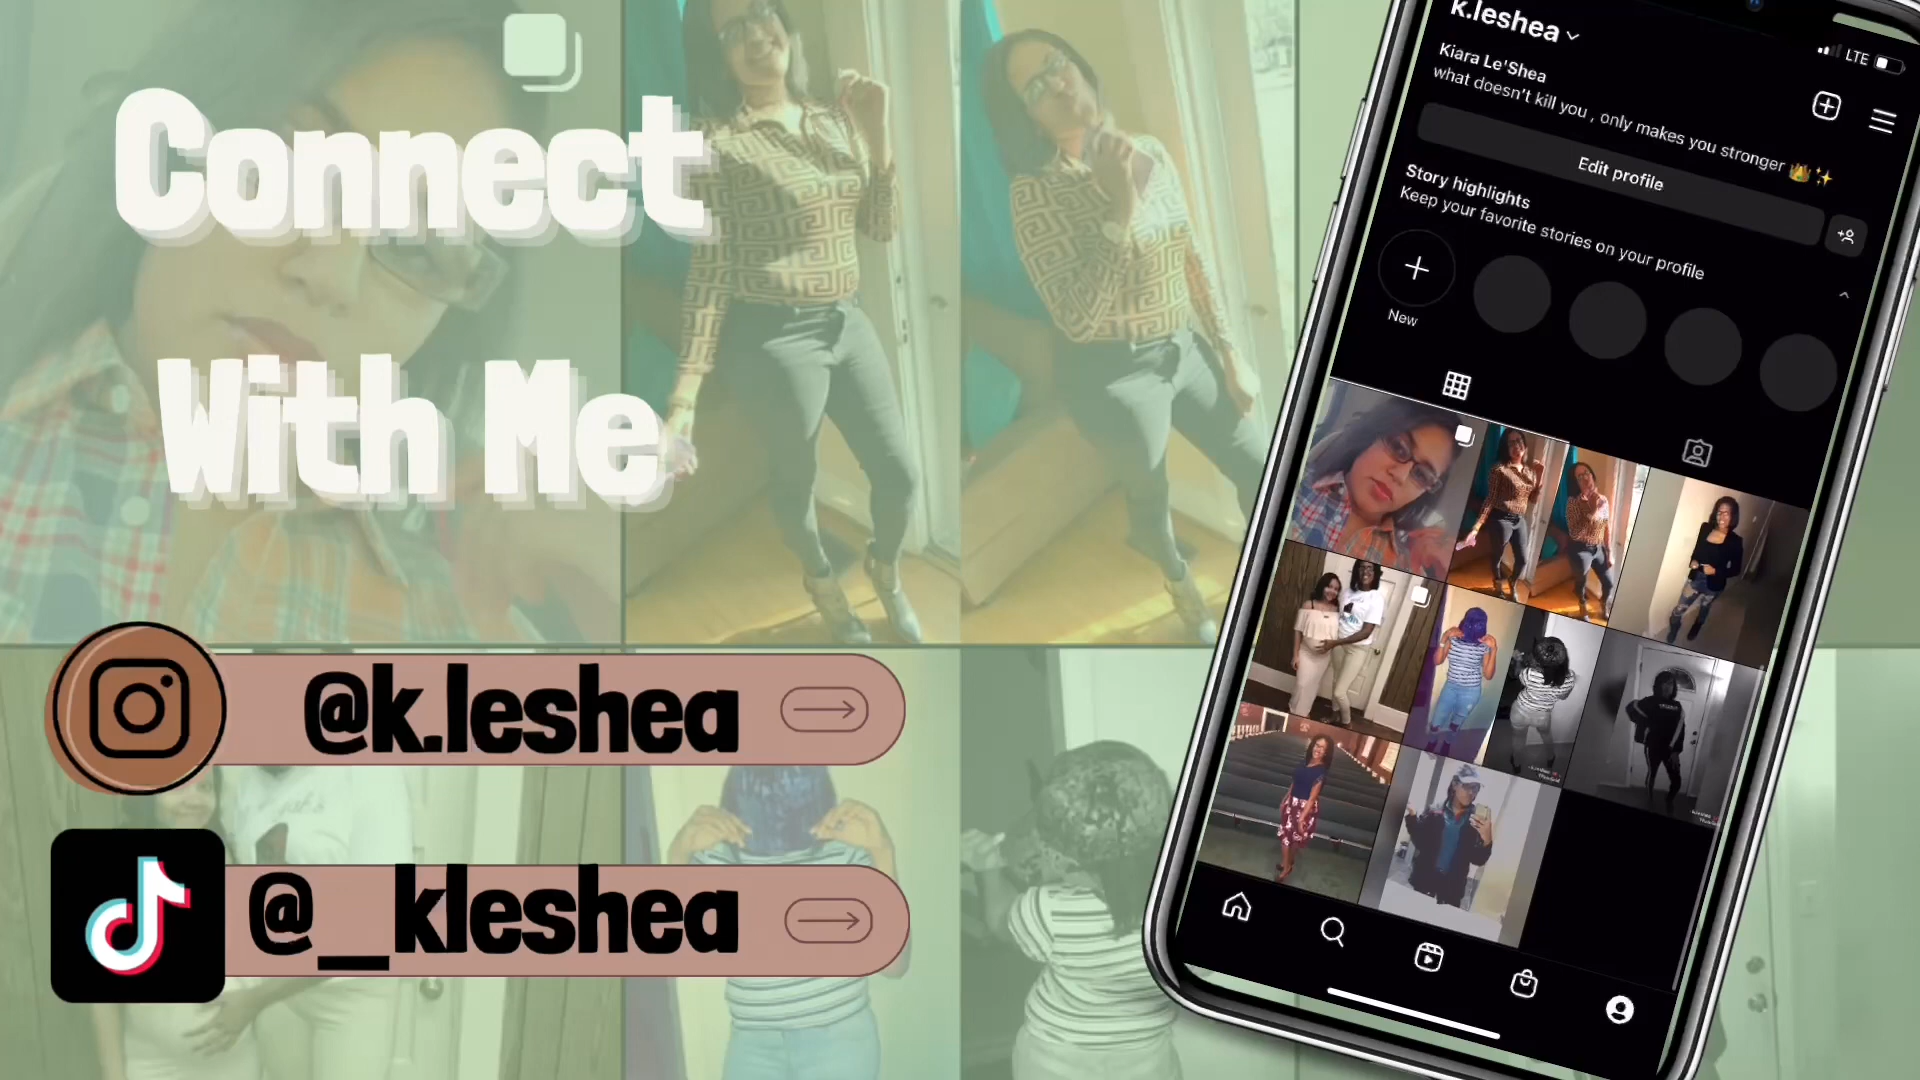 Connect
With Me
@k.leshea
@__kleshea
k.leshea
LTE
Kiara Le'Shea
what doesn't kill you , only makes you stronger 👑✨
Edit profile
Story highlights
Keep your favorite stories on your profile
New